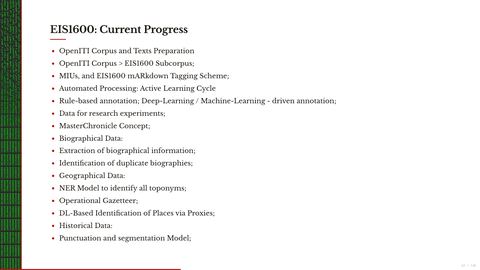 EIS1600: Current Progress
OpenITI Corpus and Texts Preparation
OpenITI Corpus > EIS1600 Subcorpus;
MIUs, and EIS1600 mARkdown Tagging Scheme;
Automated Processing: Active Learning Cycle
Rule-based annotation; Deep-Learning / Machine-Learning - driven annotation;
Data for research experiments;
MasterChronicle Concept;
Biographical Data:
Extraction of biographical information;
Identification of duplicate biographies;
Geographical Data:
NER Model to identify all toponyms;
Operational Gazetteer;
DL-Based Identification of Places via Proxies;
Historical Data:
Punctuation and segmentation Model;